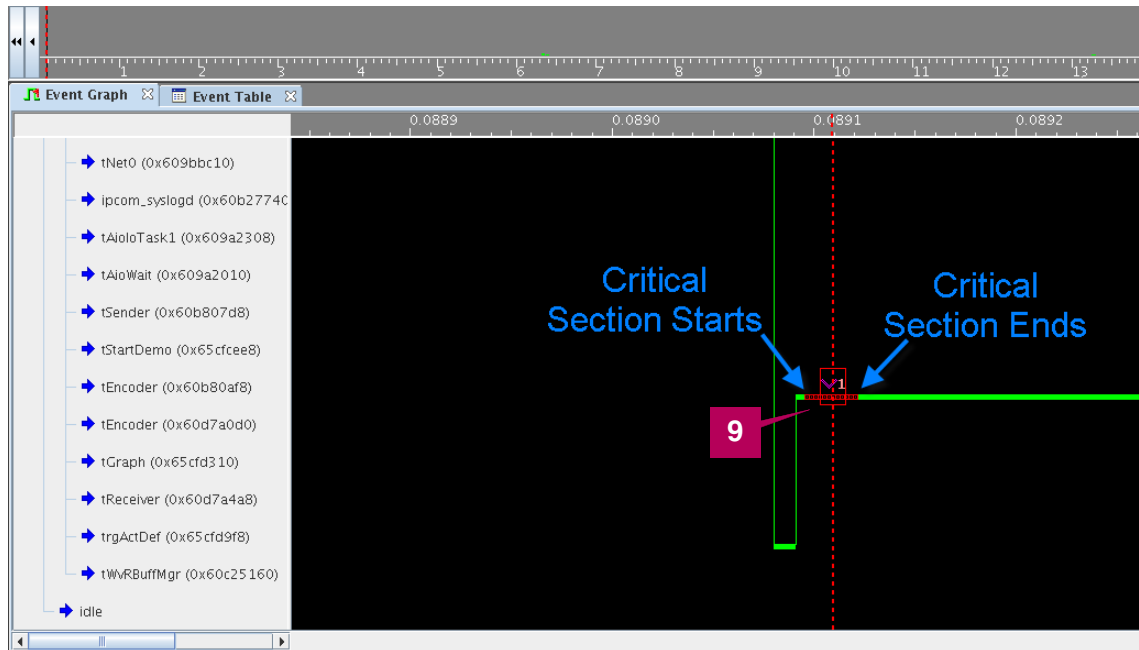 1 2 3 4 5 6 7 8 9 10 11 12 13
Event Graph Event Table
0.0889 0.0890 0.0891 0.0892
tNet0 (0x609bbc10)
ipcom_syslogd (0x60b2774C
tAioIoTask1 (0x609a2308)
tAioWait (0x609a2010)
tSender (0x60b807d8)
tStartDemo (0x65cfcee8)
tEncoder (0x60b80af8)
tEncoder (0x60d7a0d0)
tGraph (0x65cfd310)
tReceiver (0x60d7a4a8)
trgActDef (0x65cfd9f8)
tWvRBuffMgr (0x60c25160)
idle
Critical
Section Starts
Critical
Section Ends
1
9